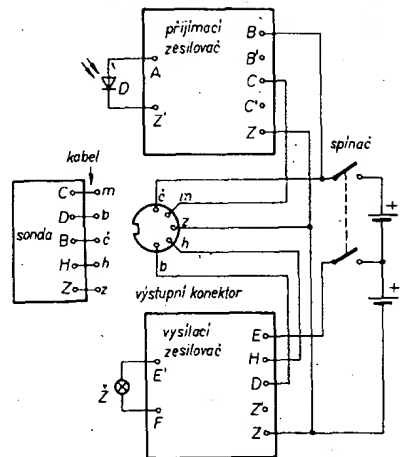 přijímací
zesilovač
B
B'
C
C'
Z
A
D
Z'
spínač
kabel
sonda
C m
D b
B č
H h
Z z
č
m
z
h
b
výstupní konektor
vysílací
zesilovač
E
H
D
Z'
Z
E'
F
Ž